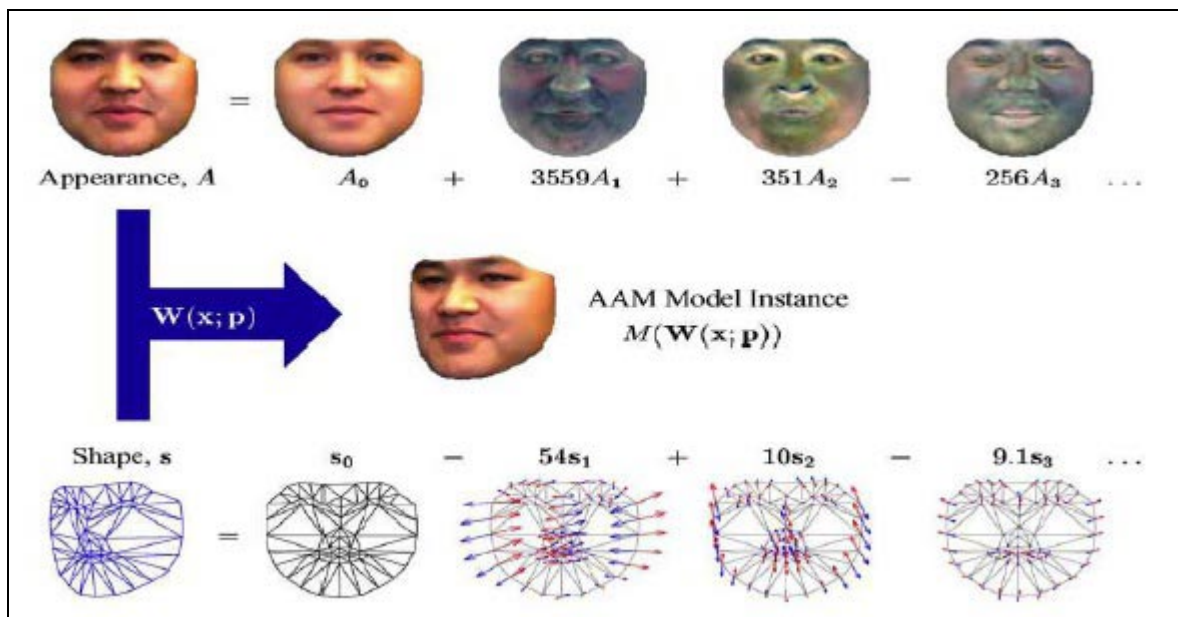 =
Appearance, A A₀ + 3559A₁ + 351A₂ − 256A₃ ...
W(x; p)
AAM Model Instance
M(W(x; p))
Shape, s s₀ − 54s₁ + 10s₂ − 9.1s₃ ...
=